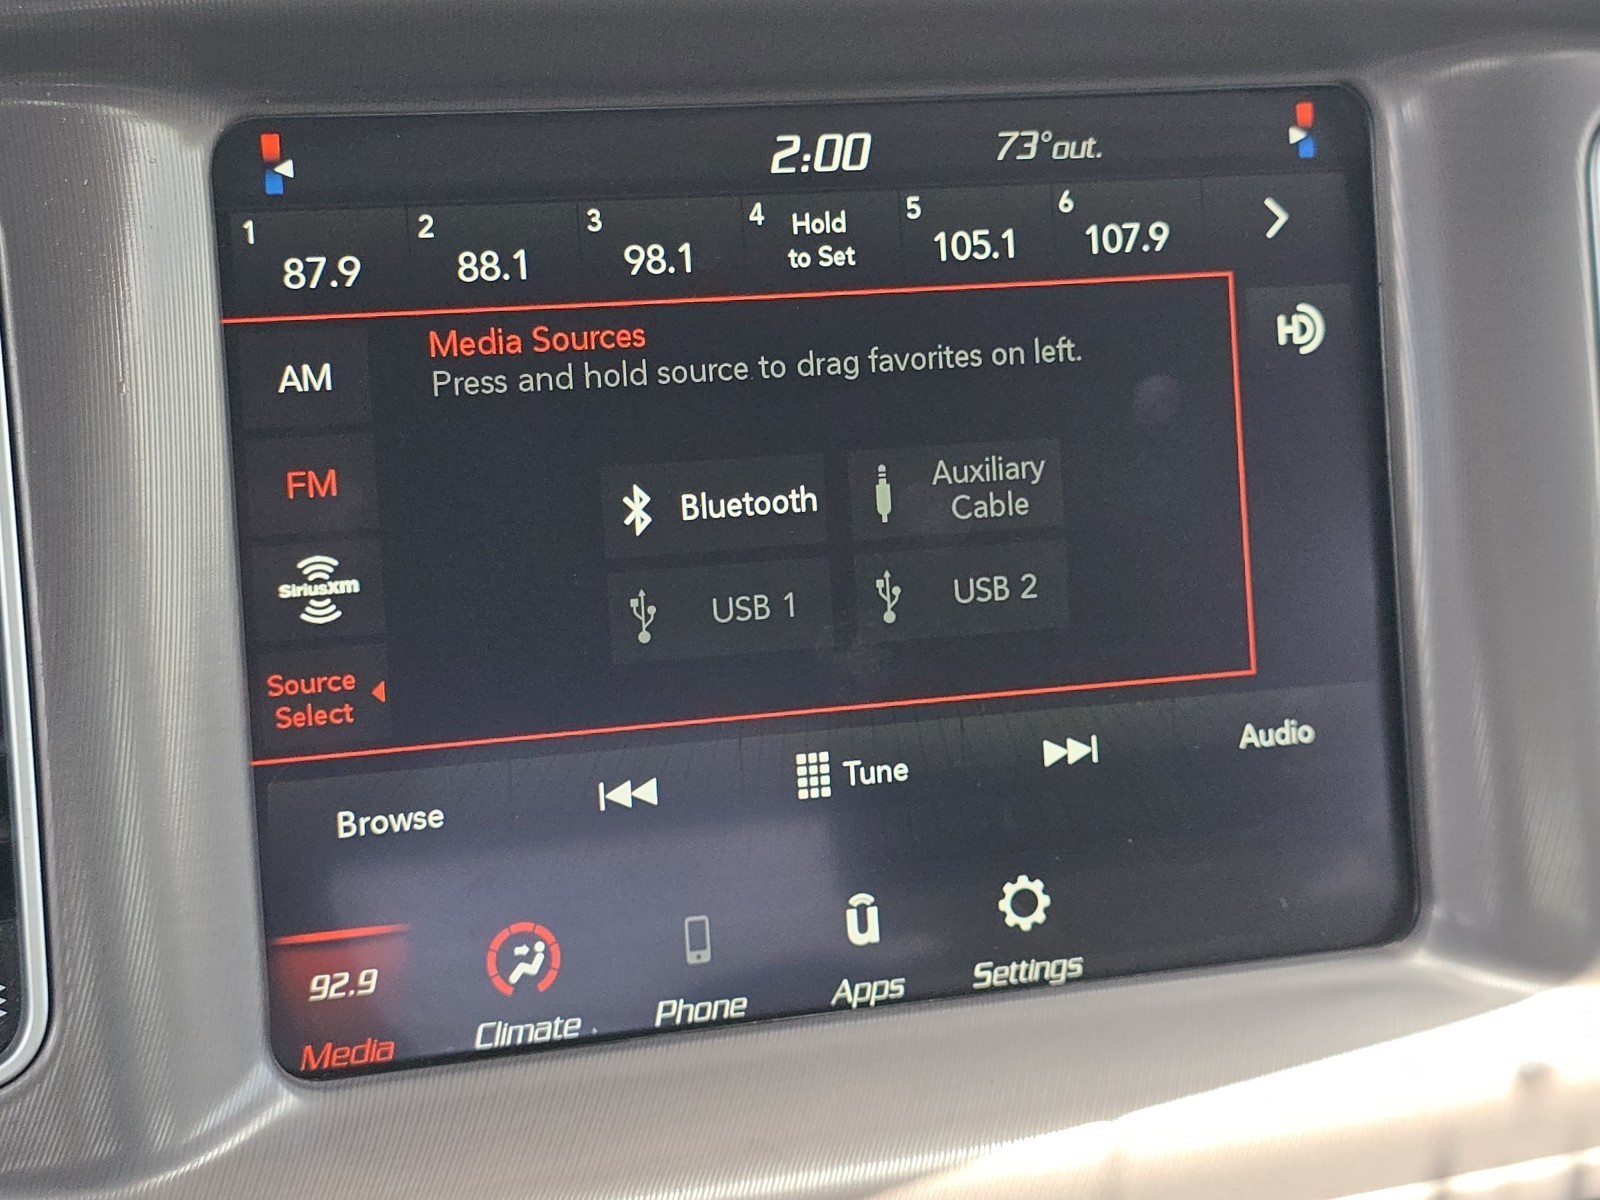 2:00 73°out.
1 87.9 2 88.1 3 98.1 4 Hold to Set 5 105.1 6 107.9
Media Sources
Press and hold source to drag favorites on left.
AM
FM
SiriusXm
Source
Select
HD
Bluetooth
Auxiliary
Cable
USB 1
USB 2
Browse
Tune
Audio
92.9
Media
Climate
Phone
u
Apps
Settings